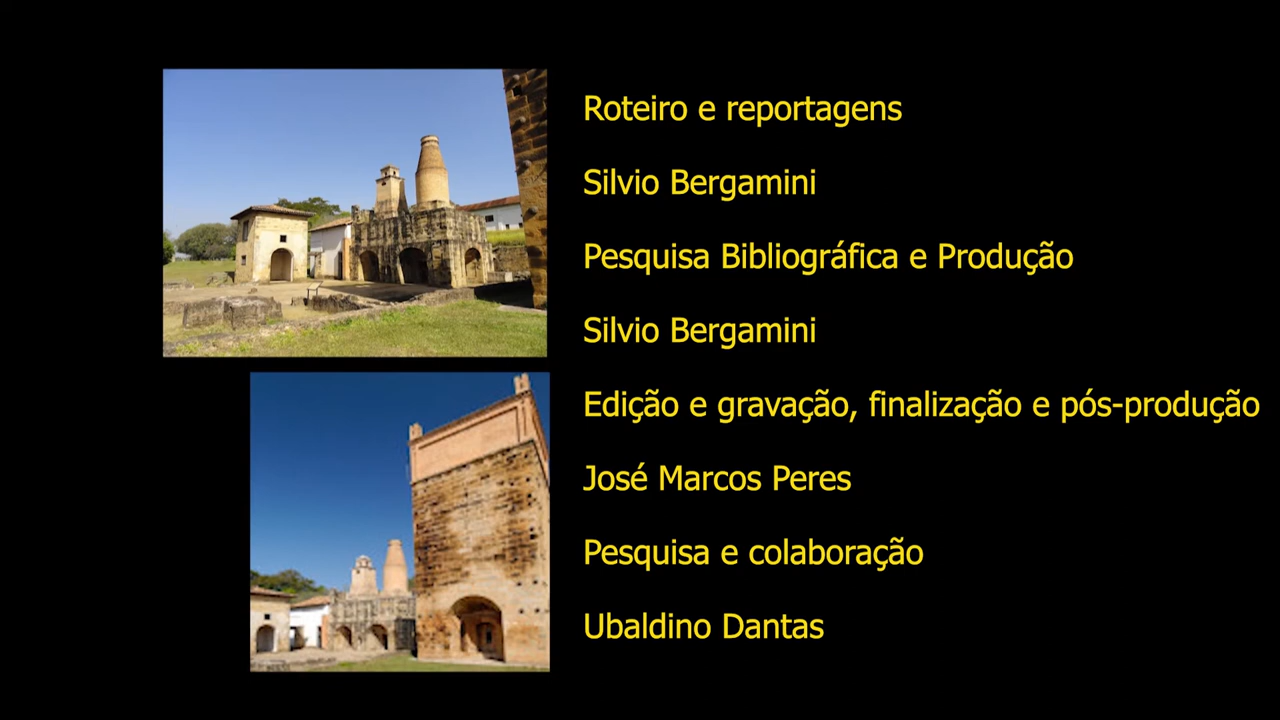 Roteiro e reportagens
Silvio Bergamini
Pesquisa Bibliográfica e Produção
Silvio Bergamini
Edição e gravação, finalização e pós-produção
José Marcos Peres
Pesquisa e colaboração
Ubaldino Dantas